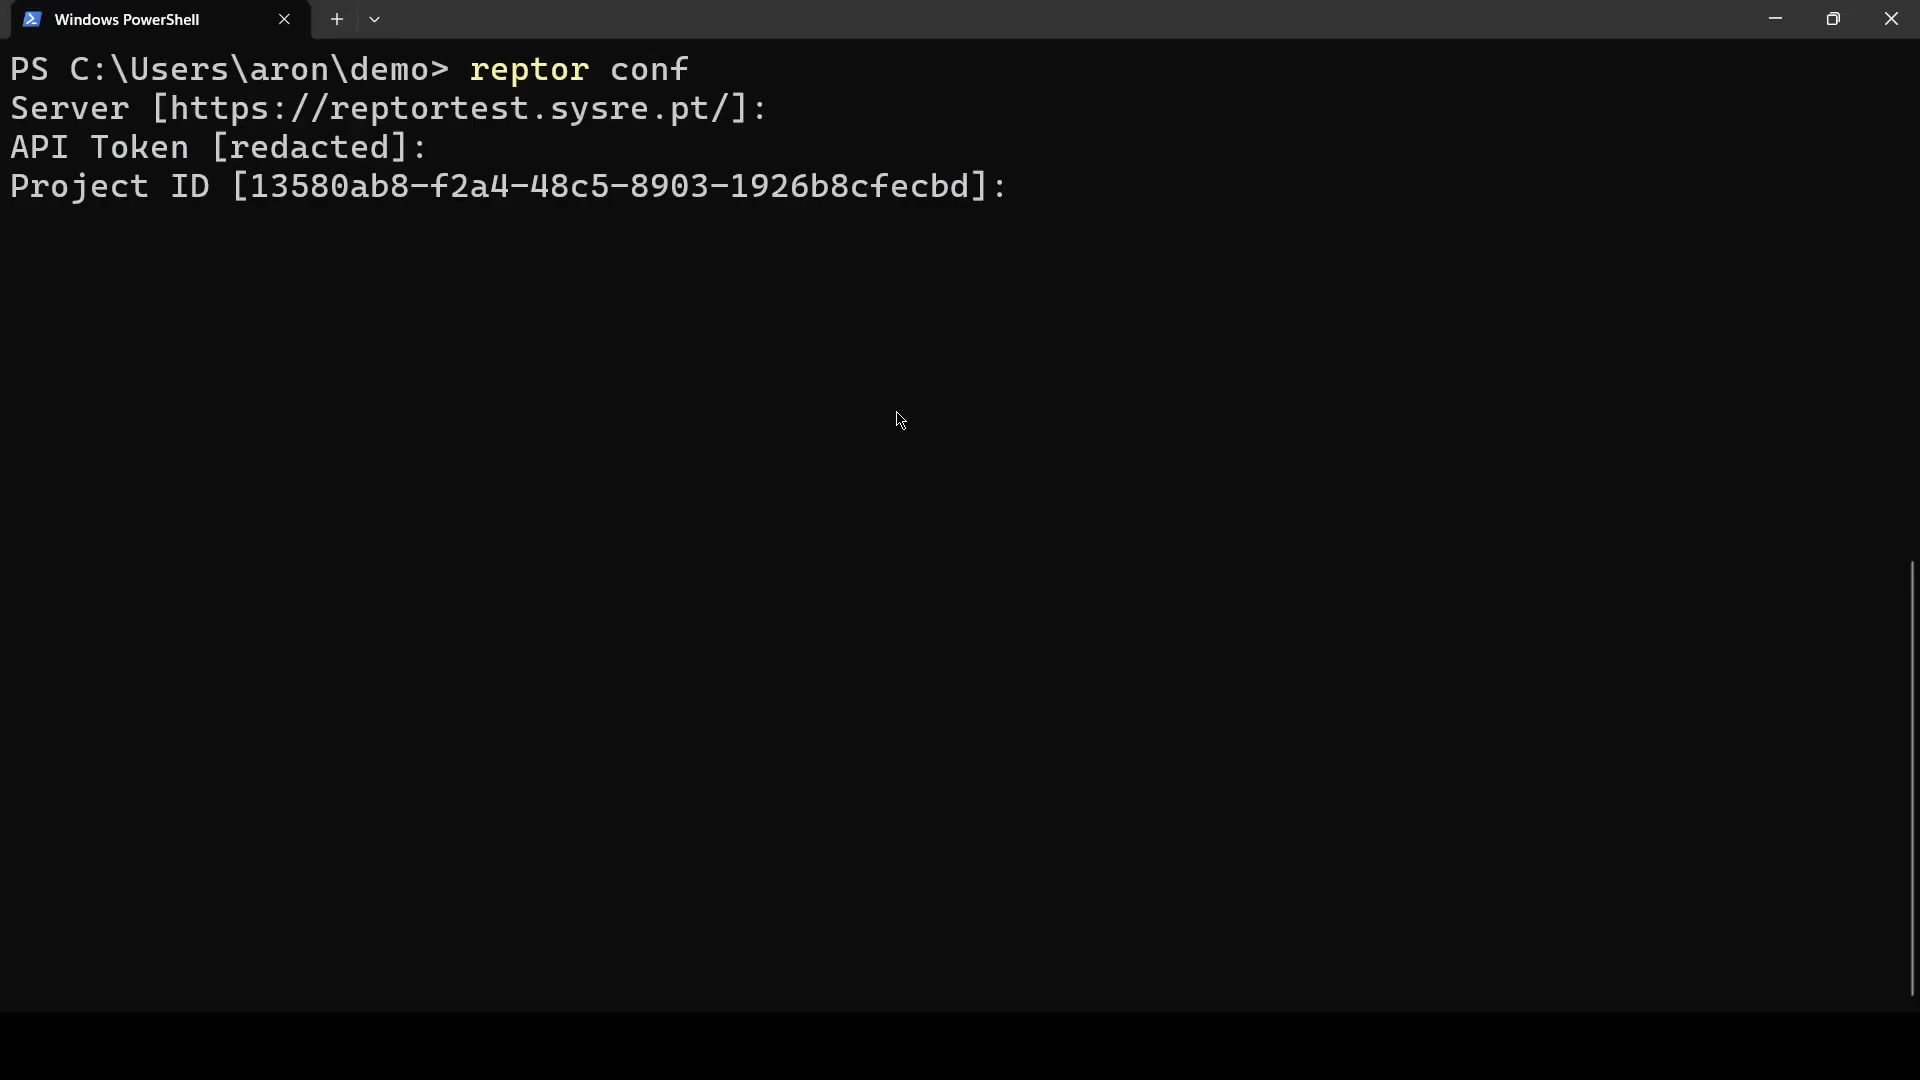 Windows PowerShell
PS C:\Users\aron\demo> reptor conf
Server [https://reptortest.sysre.pt/]:
API Token [redacted]:
Project ID [13580ab8-f2a4-48c5-8903-1926b8cfecbd]: